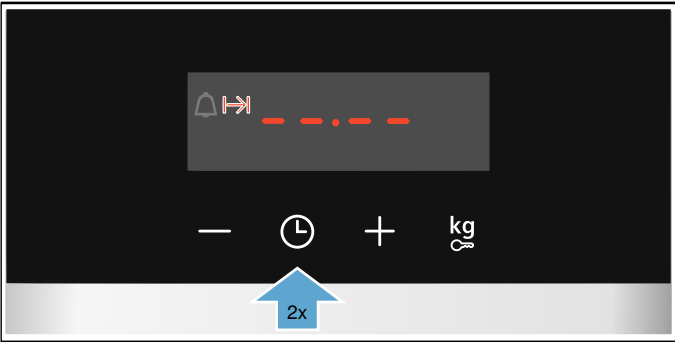 -- -- . -- --
kg
2x